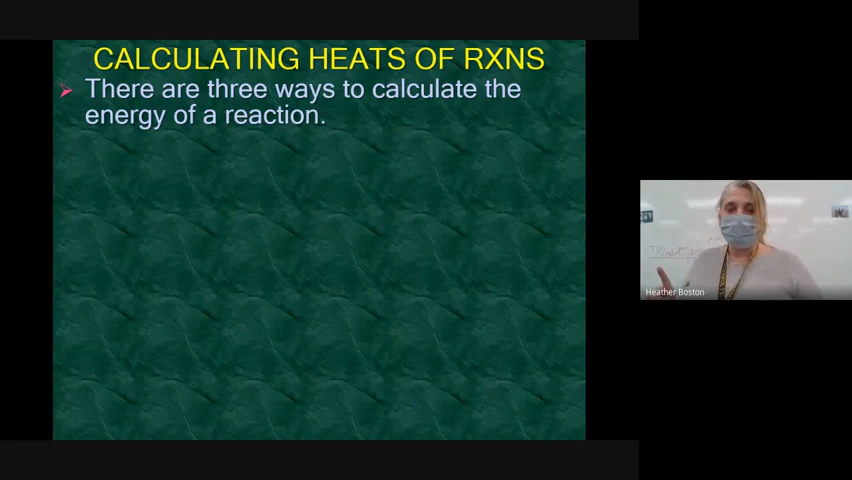 CALCULATING HEATS OF RXNS
➢ There are three ways to calculate the
energy of a reaction.
Heather Boston